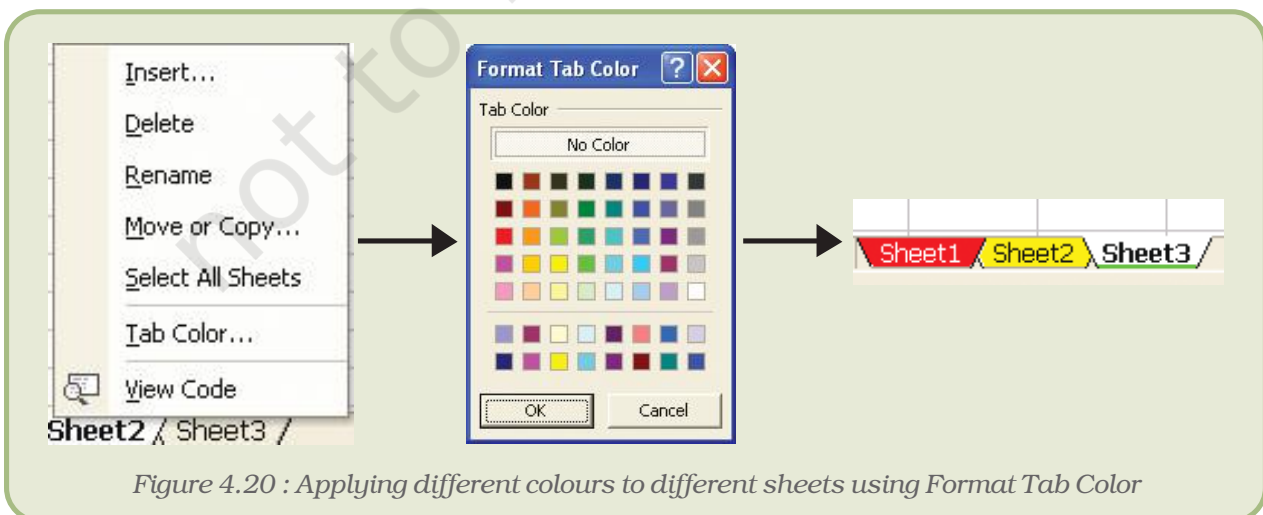 Insert...
Delete
Rename
Move or Copy...
Select All Sheets
Tab Color...
View Code
Sheet2 / Sheet3 /
Format Tab Color
Tab Color
No Color
OK Cancel
Sheet1 / Sheet2 \ Sheet3 /
not to
Figure 4.20 : Applying different colours to different sheets using Format Tab Color